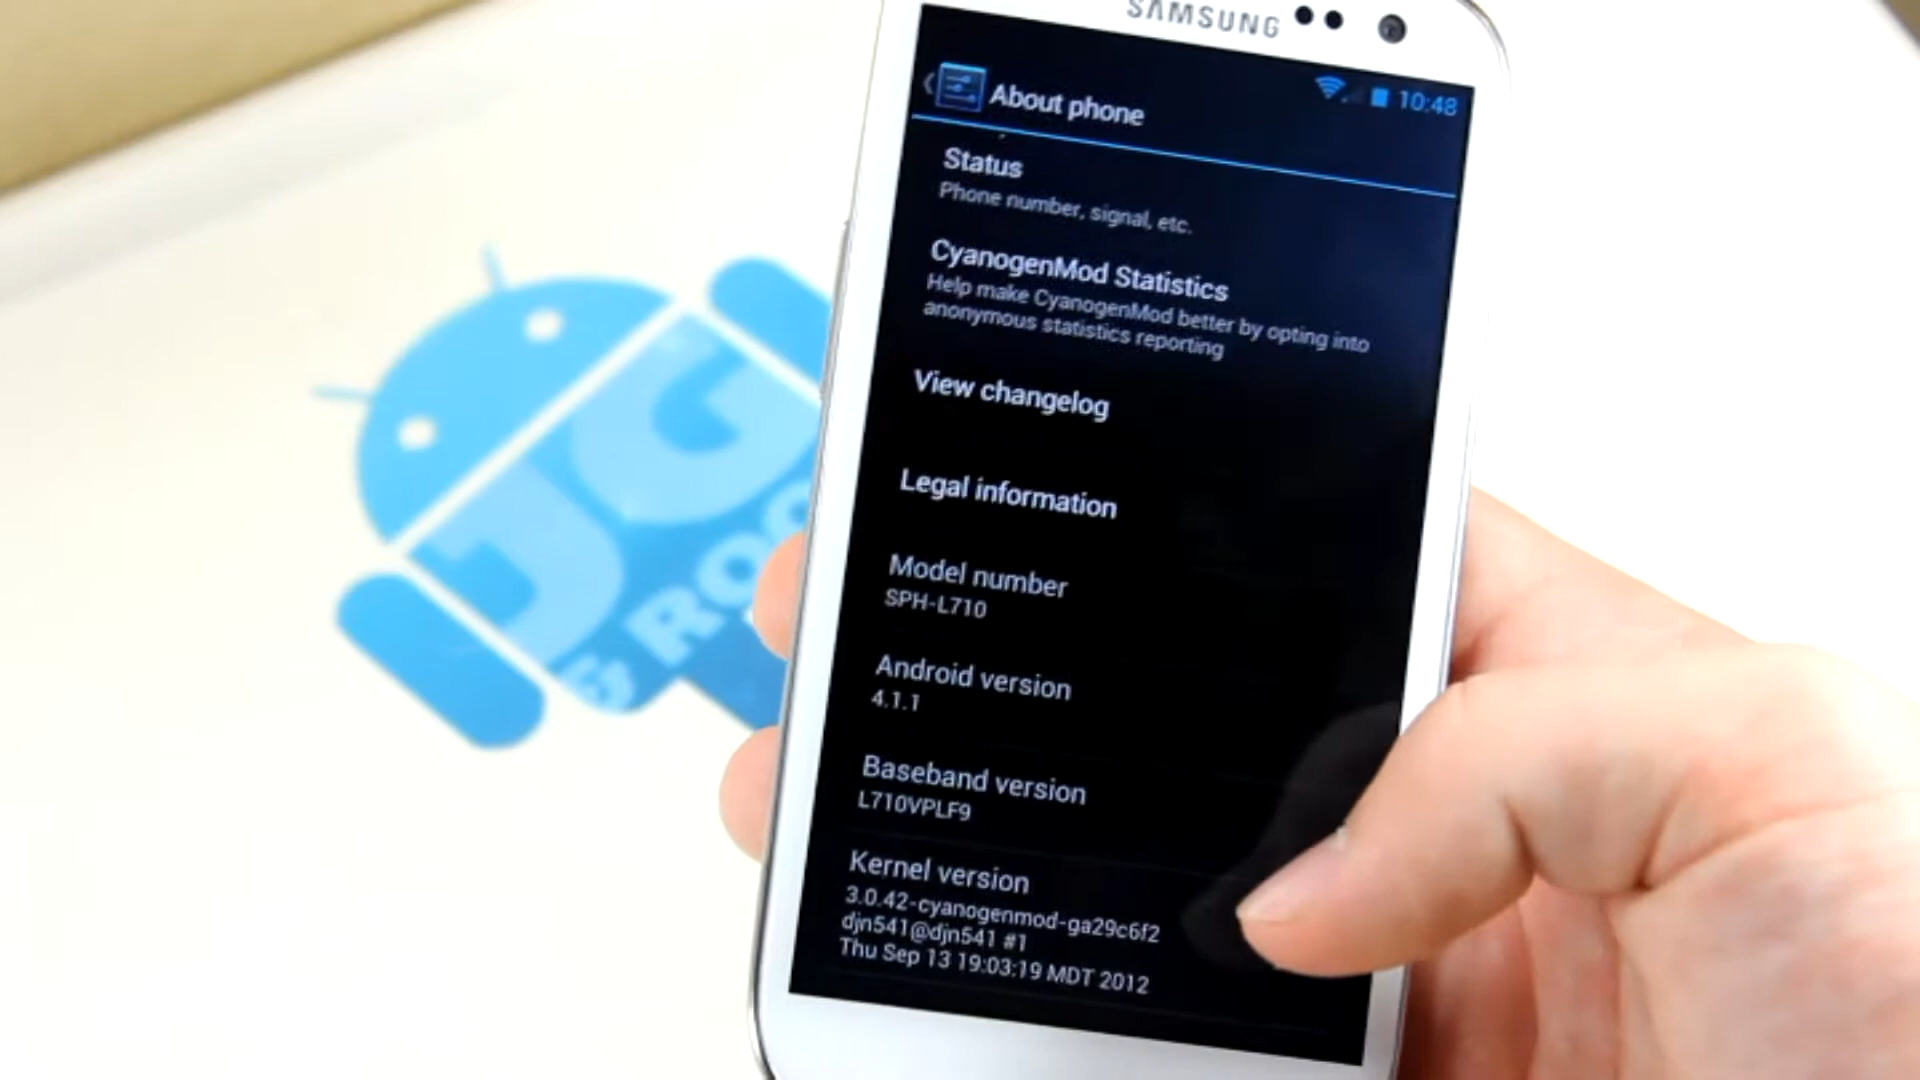 SAMSUNG
10:48
About phone
Status
Phone number, signal, etc.
CyanogenMod Statistics
Help make CyanogenMod better by opting into
anonymous statistics reporting
View changelog
Legal information
Model number
SPH-L710
Android version
4.1.1
Baseband version
L710VPLF9
Kernel version
3.0.42-cyanogenmod-ga29c6f2
djn541@djn541 #1
Thu Sep 13 19:03:19 MDT 2012